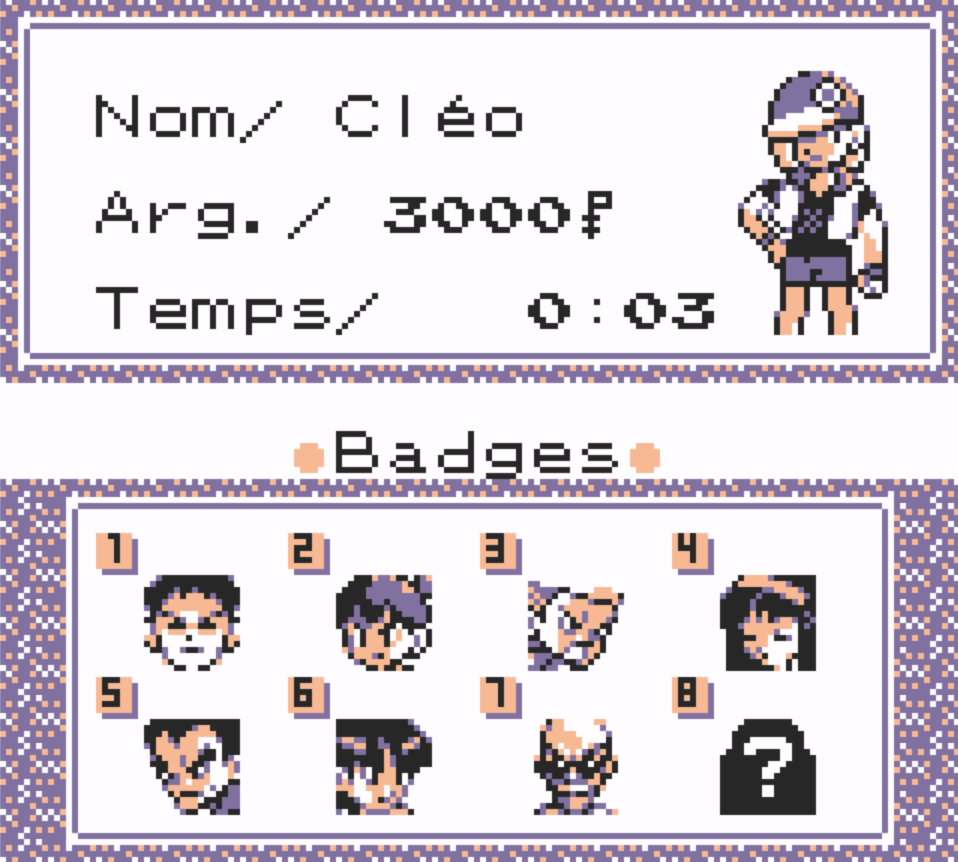 Nom/ Cléo
Arg./ 3000₽
Temps/ 0:03
Badges
1 2 3 4
5 6 7 8
?